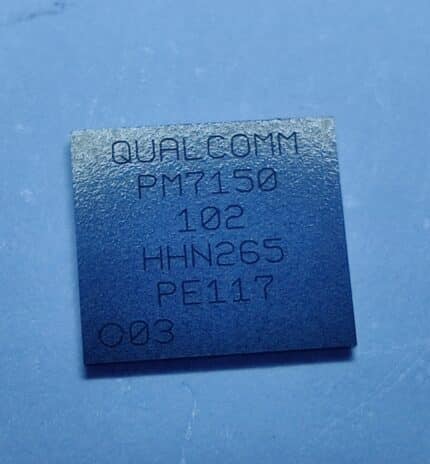 QUALCOMM
PM7150
102
HHN265
PE117
003